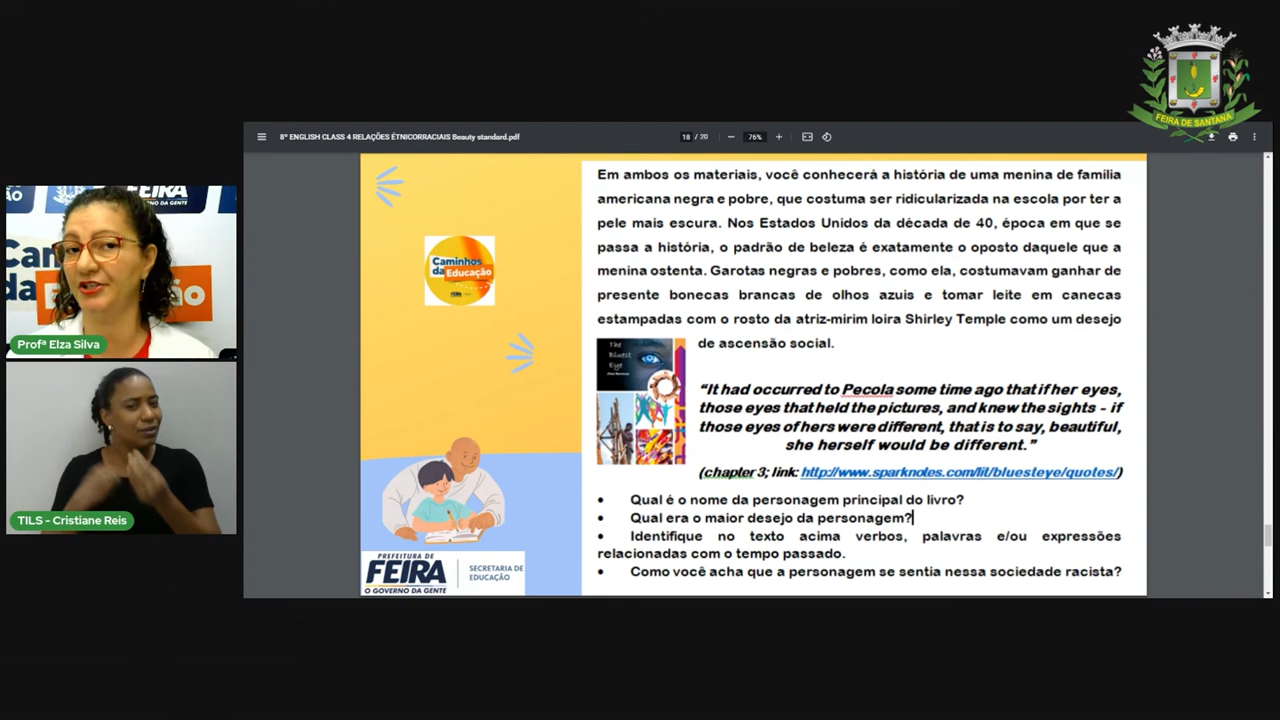 FEIRA DE SANTANA
8º ENGLISH CLASS 4 RELAÇÕES ÉTNICORRACIAIS Beauty standard.pdf
18 / 20
76%
Em ambos os materiais, você conhecerá a história de uma menina de família
americana negra e pobre, que costuma ser ridicularizada na escola por ter a
pele mais escura. Nos Estados Unidos da década de 40, época em que se
passa a história, o padrão de beleza é exatamente o oposto daquele que a
menina ostenta. Garotas negras e pobres, como ela, costumavam ganhar de
presente bonecas brancas de olhos azuis e tomar leite em canecas
estampadas com o rosto da atriz-mirim loira Shirley Temple como um desejo
de ascensão social.
The
Bluest
Eye
“It had occurred to Pecola some time ago that if her eyes,
those eyes that held the pictures, and knew the sights - if
those eyes of hers were different, that is to say, beautiful,
she herself would be different.”
(chapter 3; link: http://www.sparknotes.com/lit/bluesteye/quotes/)
• Qual é o nome da personagem principal do livro?
• Qual era o maior desejo da personagem?
• Identifique no texto acima verbos, palavras e/ou expressões
relacionadas com o tempo passado.
• Como você acha que a personagem se sentia nessa sociedade racista?
Caminhos
da Educação
PREFEITURA DE
FEIRA
O GOVERNO DA GENTE
SECRETARIA DE
EDUCAÇÃO
Profª Elza Silva
TILS - Cristiane Reis